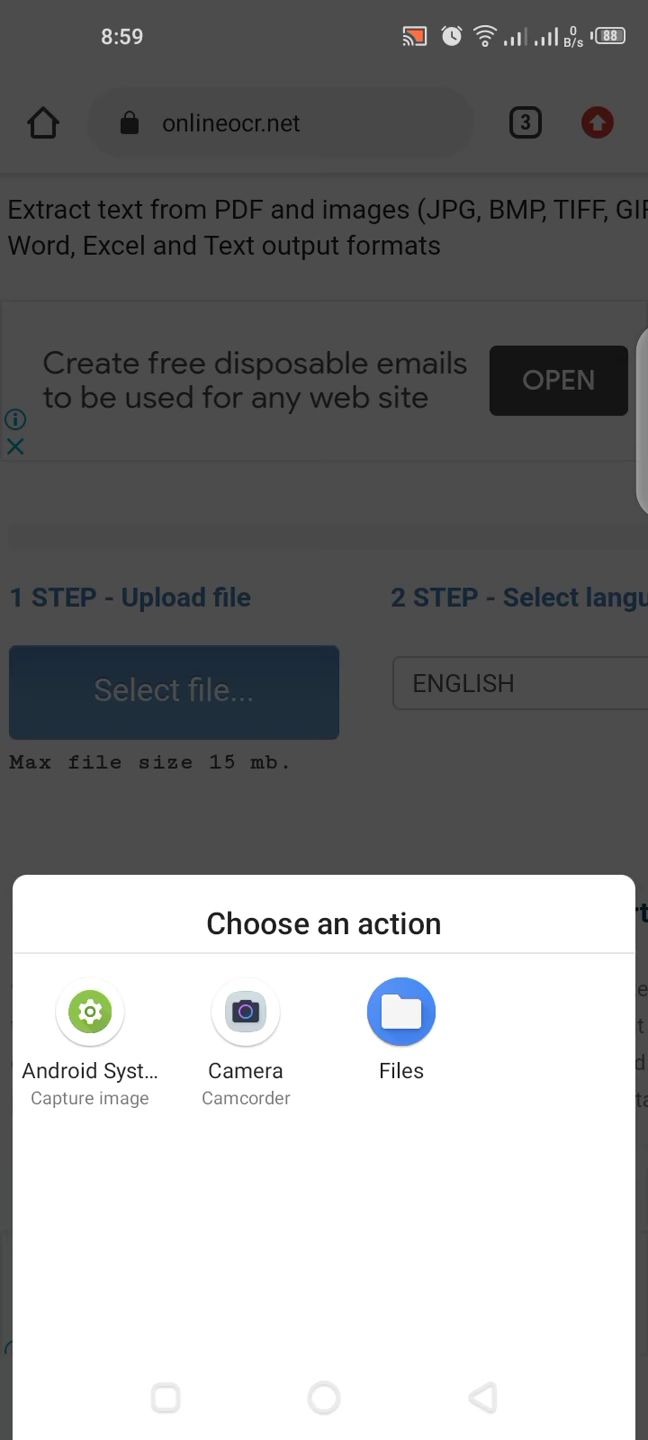 8:59
0
B/s
88
onlineocr.net
3
Extract text from PDF and images (JPG, BMP, TIFF, GIF
Word, Excel and Text output formats
Create free disposable emails
to be used for any web site
OPEN
1 STEP - Upload file
2 STEP - Select langu
Select file...
ENGLISH
Max file size 15 mb.
Choose an action
Android Syst...
Capture image
Camera
Camcorder
Files